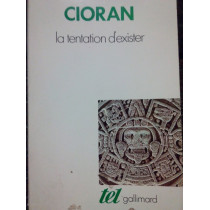 CIORAN
la tentation d'exister
tel gallimard